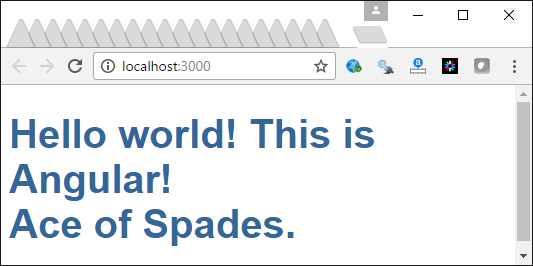 localhost:3000
Hello world! This is
Angular!
Ace of Spades.